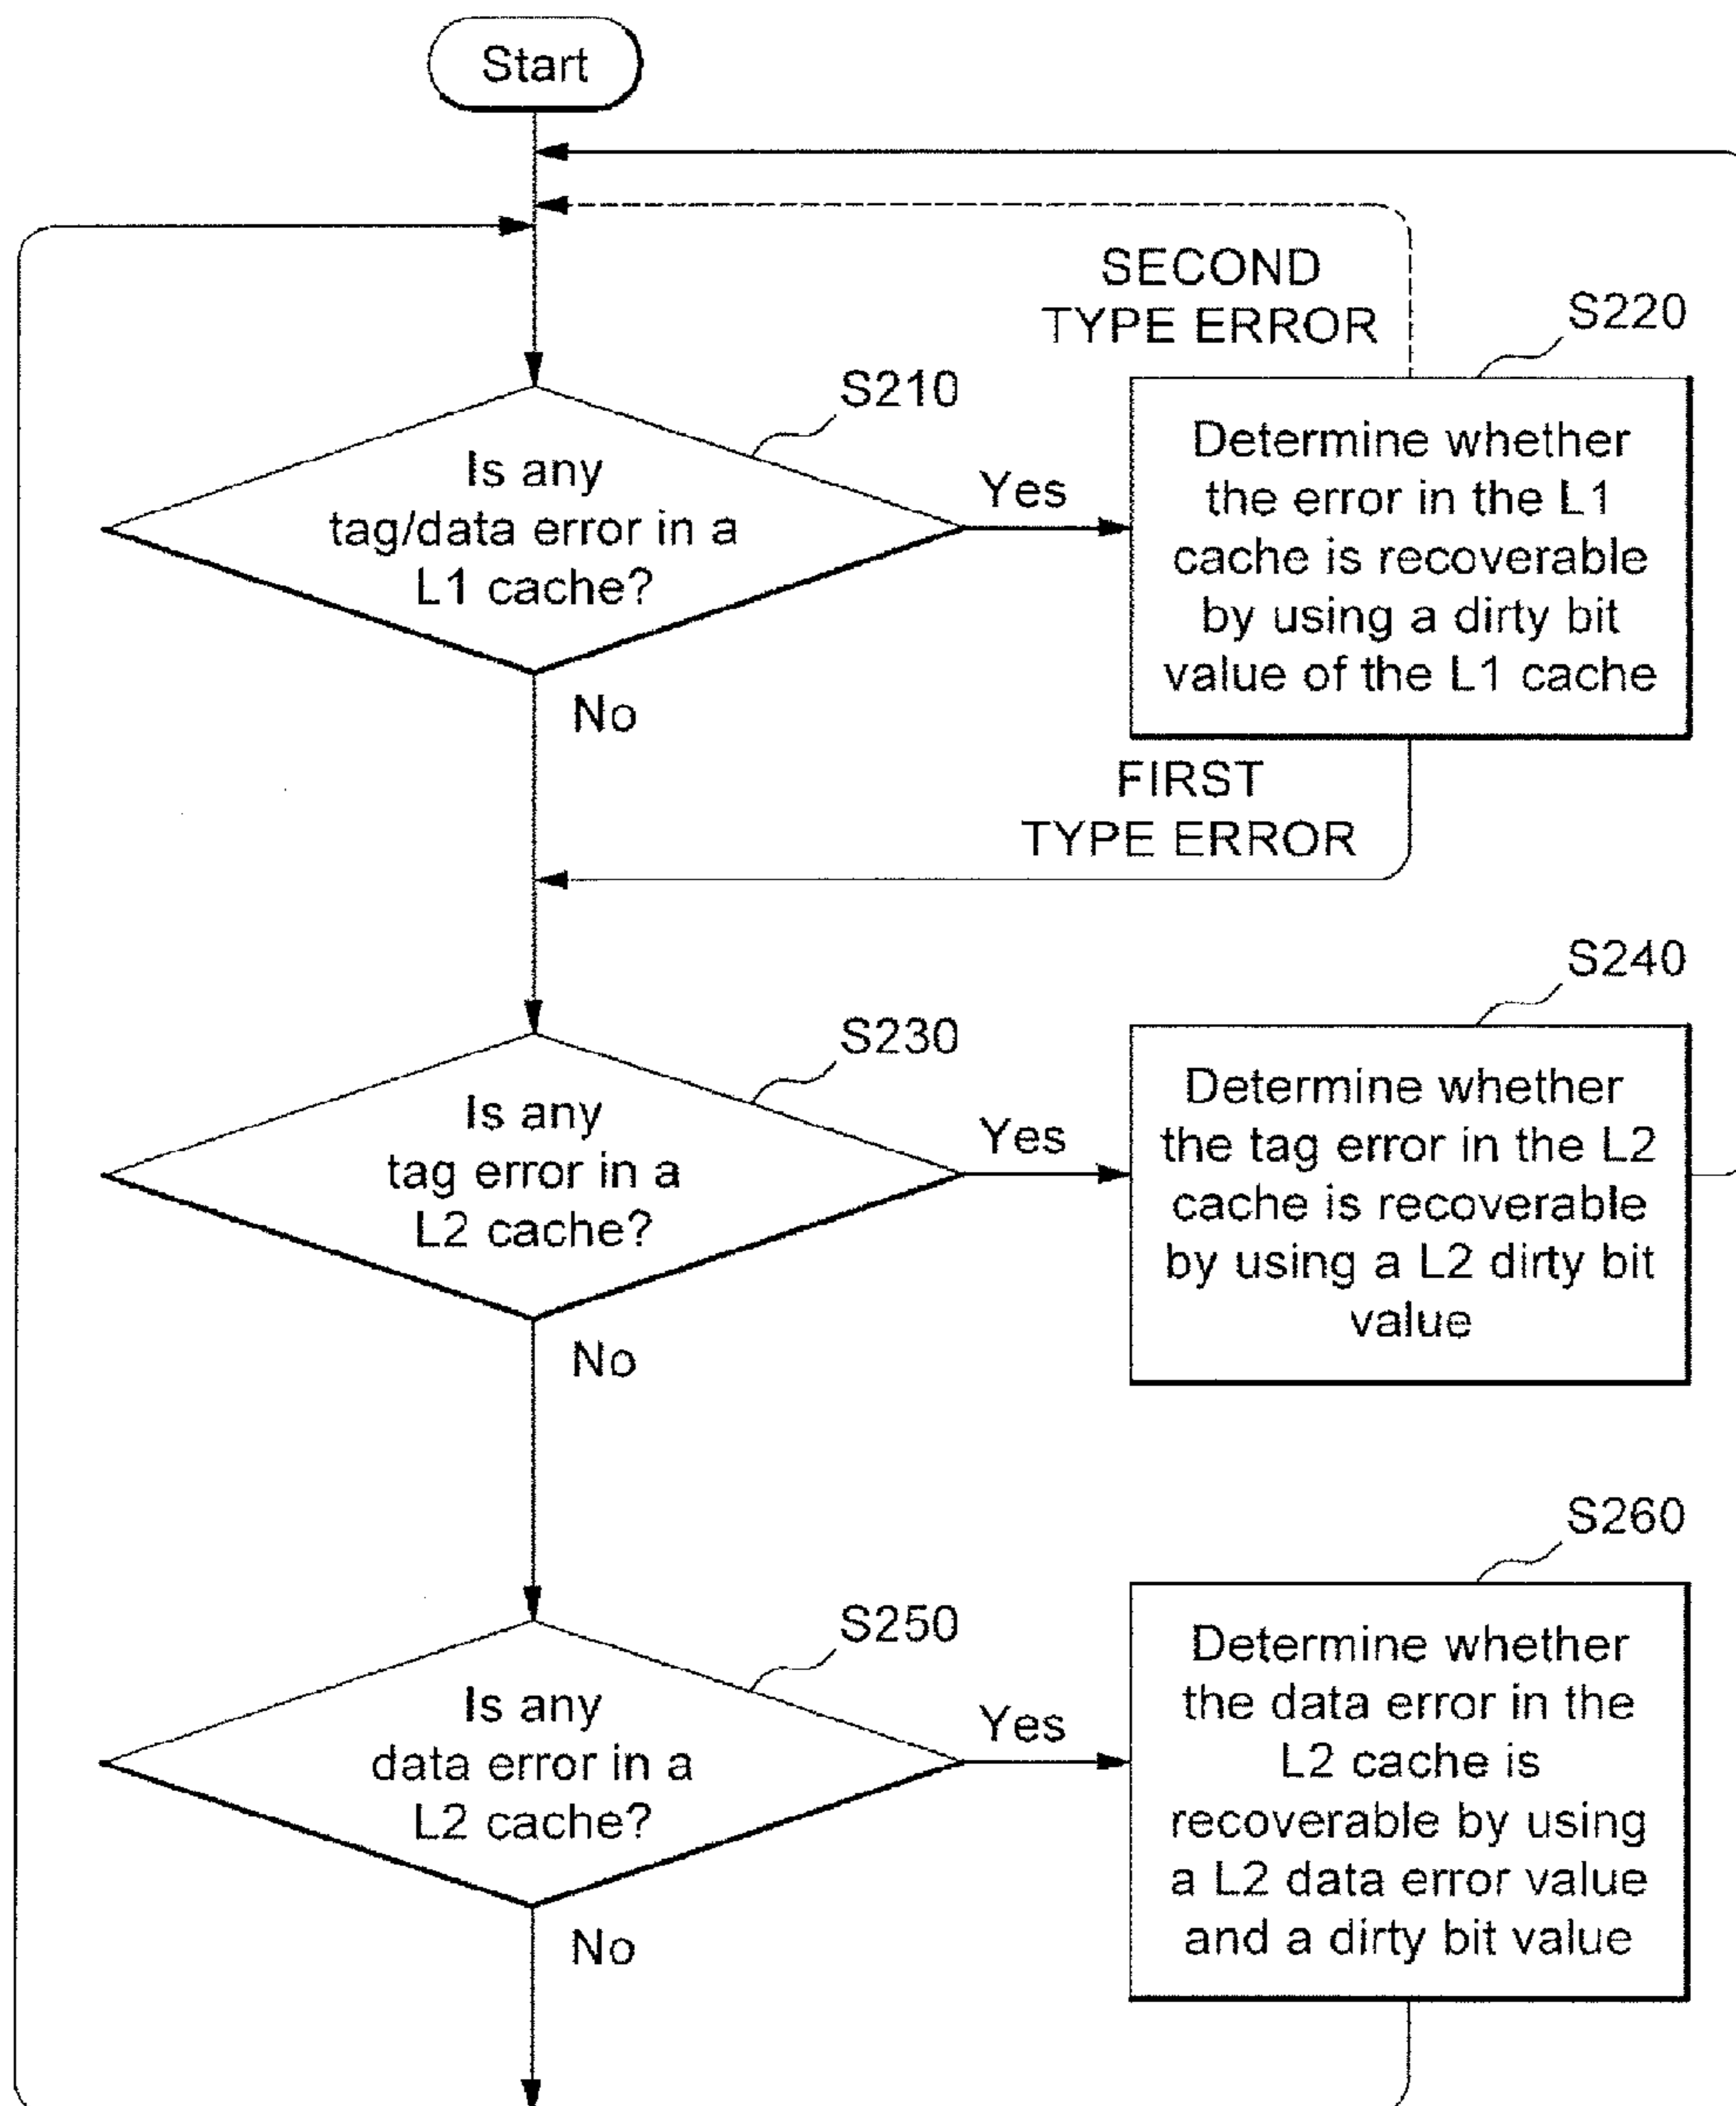 Start
SECOND
TYPE ERROR
S220
S210
Is any
tag/data error in a
L1 cache?
Yes
Determine whether
the error in the L1
cache is recoverable
by using a dirty bit
value of the L1 cache
No
FIRST
TYPE ERROR
S240
S230
Is any
tag error in a
L2 cache?
Yes
Determine whether
the tag error in the L2
cache is recoverable
by using a L2 dirty bit
value
No
S260
S250
Is any
data error in a
L2 cache?
Yes
Determine whether
the data error in the
L2 cache is
recoverable by using
a L2 data error value
and a dirty bit value
No